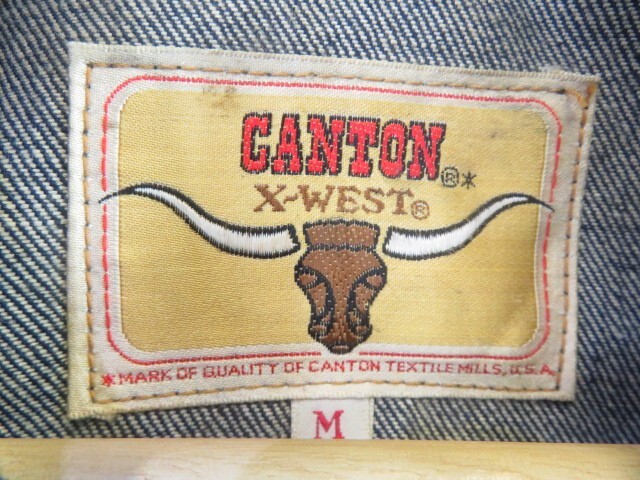 CANTON®*
X-WEST®
*MARK OF QUALITY OF CANTON TEXTILE MILLS, U.S.A.
M